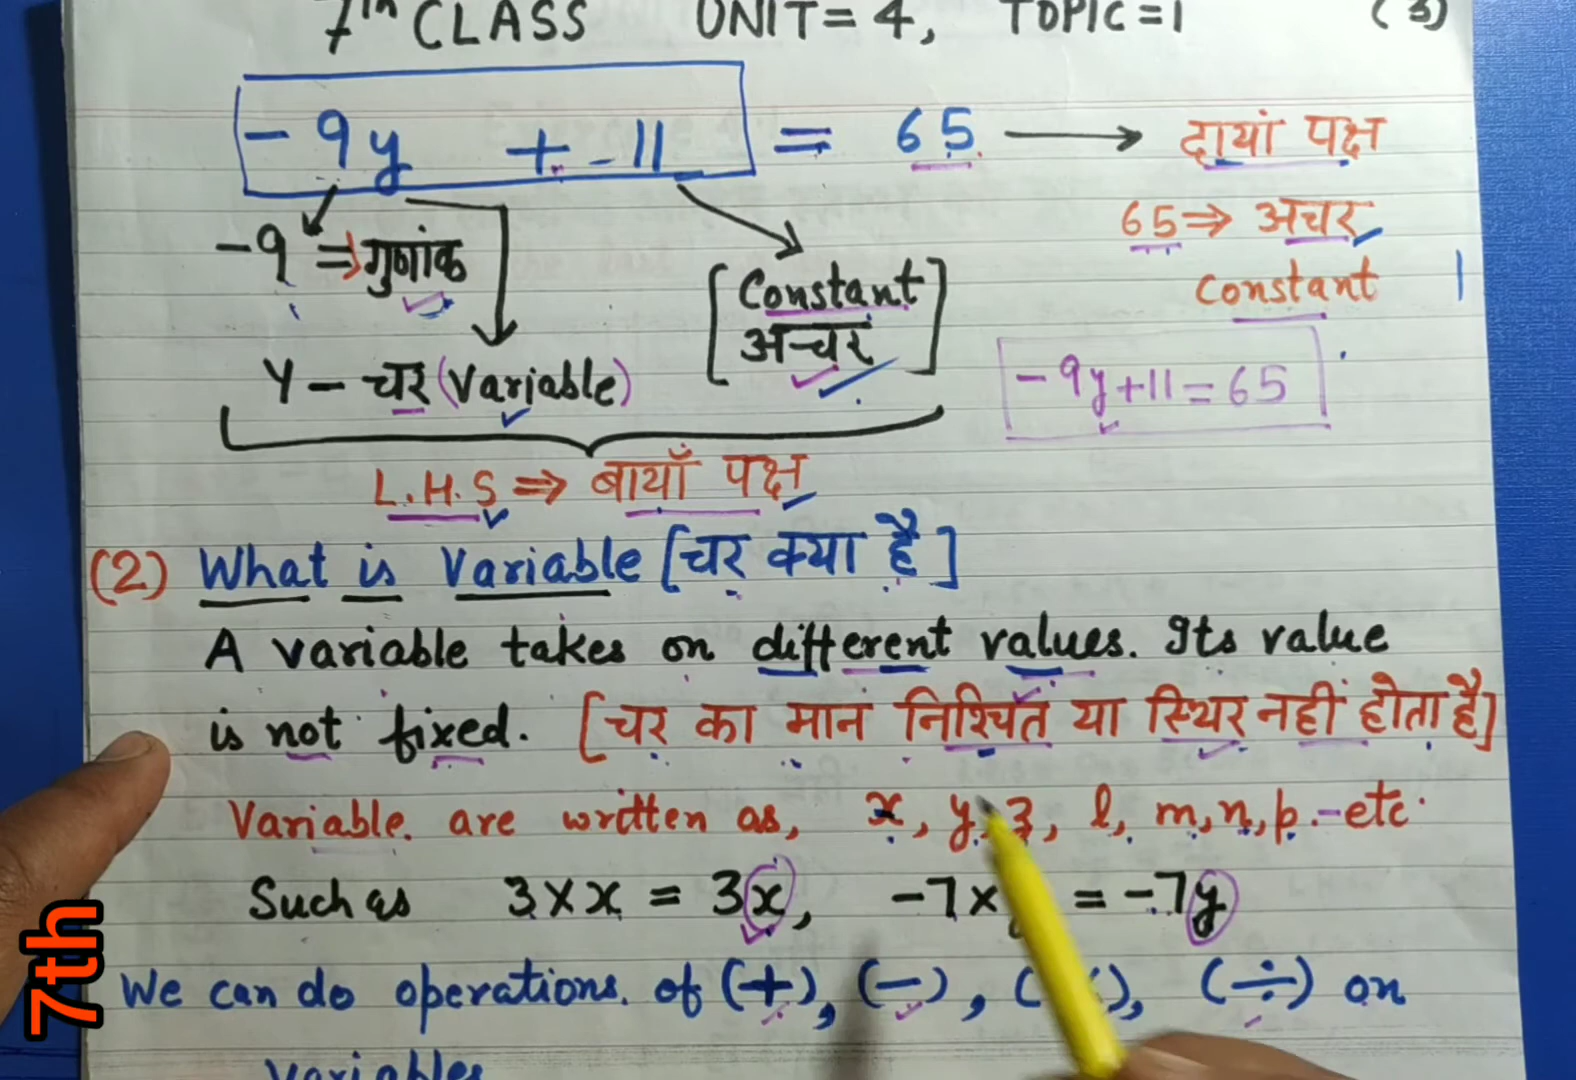 7th CLASS UNIT = 4, TOPIC = 1 (3)
-9y + 11 = 65 → दायां पक्ष
-9 ⇒ गुणांक
65 ⇒ अचर
Constant
[Constant अचर]
Y – चर (Variable)
-9y + 11 = 65
L.H.S ⇒ बायाँ पक्ष
(2) What is Variable [चर क्या है]
A variable takes on different values. Its value
is not fixed. [चर का मान निश्चित या स्थिर नहीं होता है]
Variable are written as, x, y, z, l, m, n, p.-etc.
Such as 3 × x = 3x, -7 × = -7y
We can do operations of (+), (–), ( ), (÷) on
variables
7th